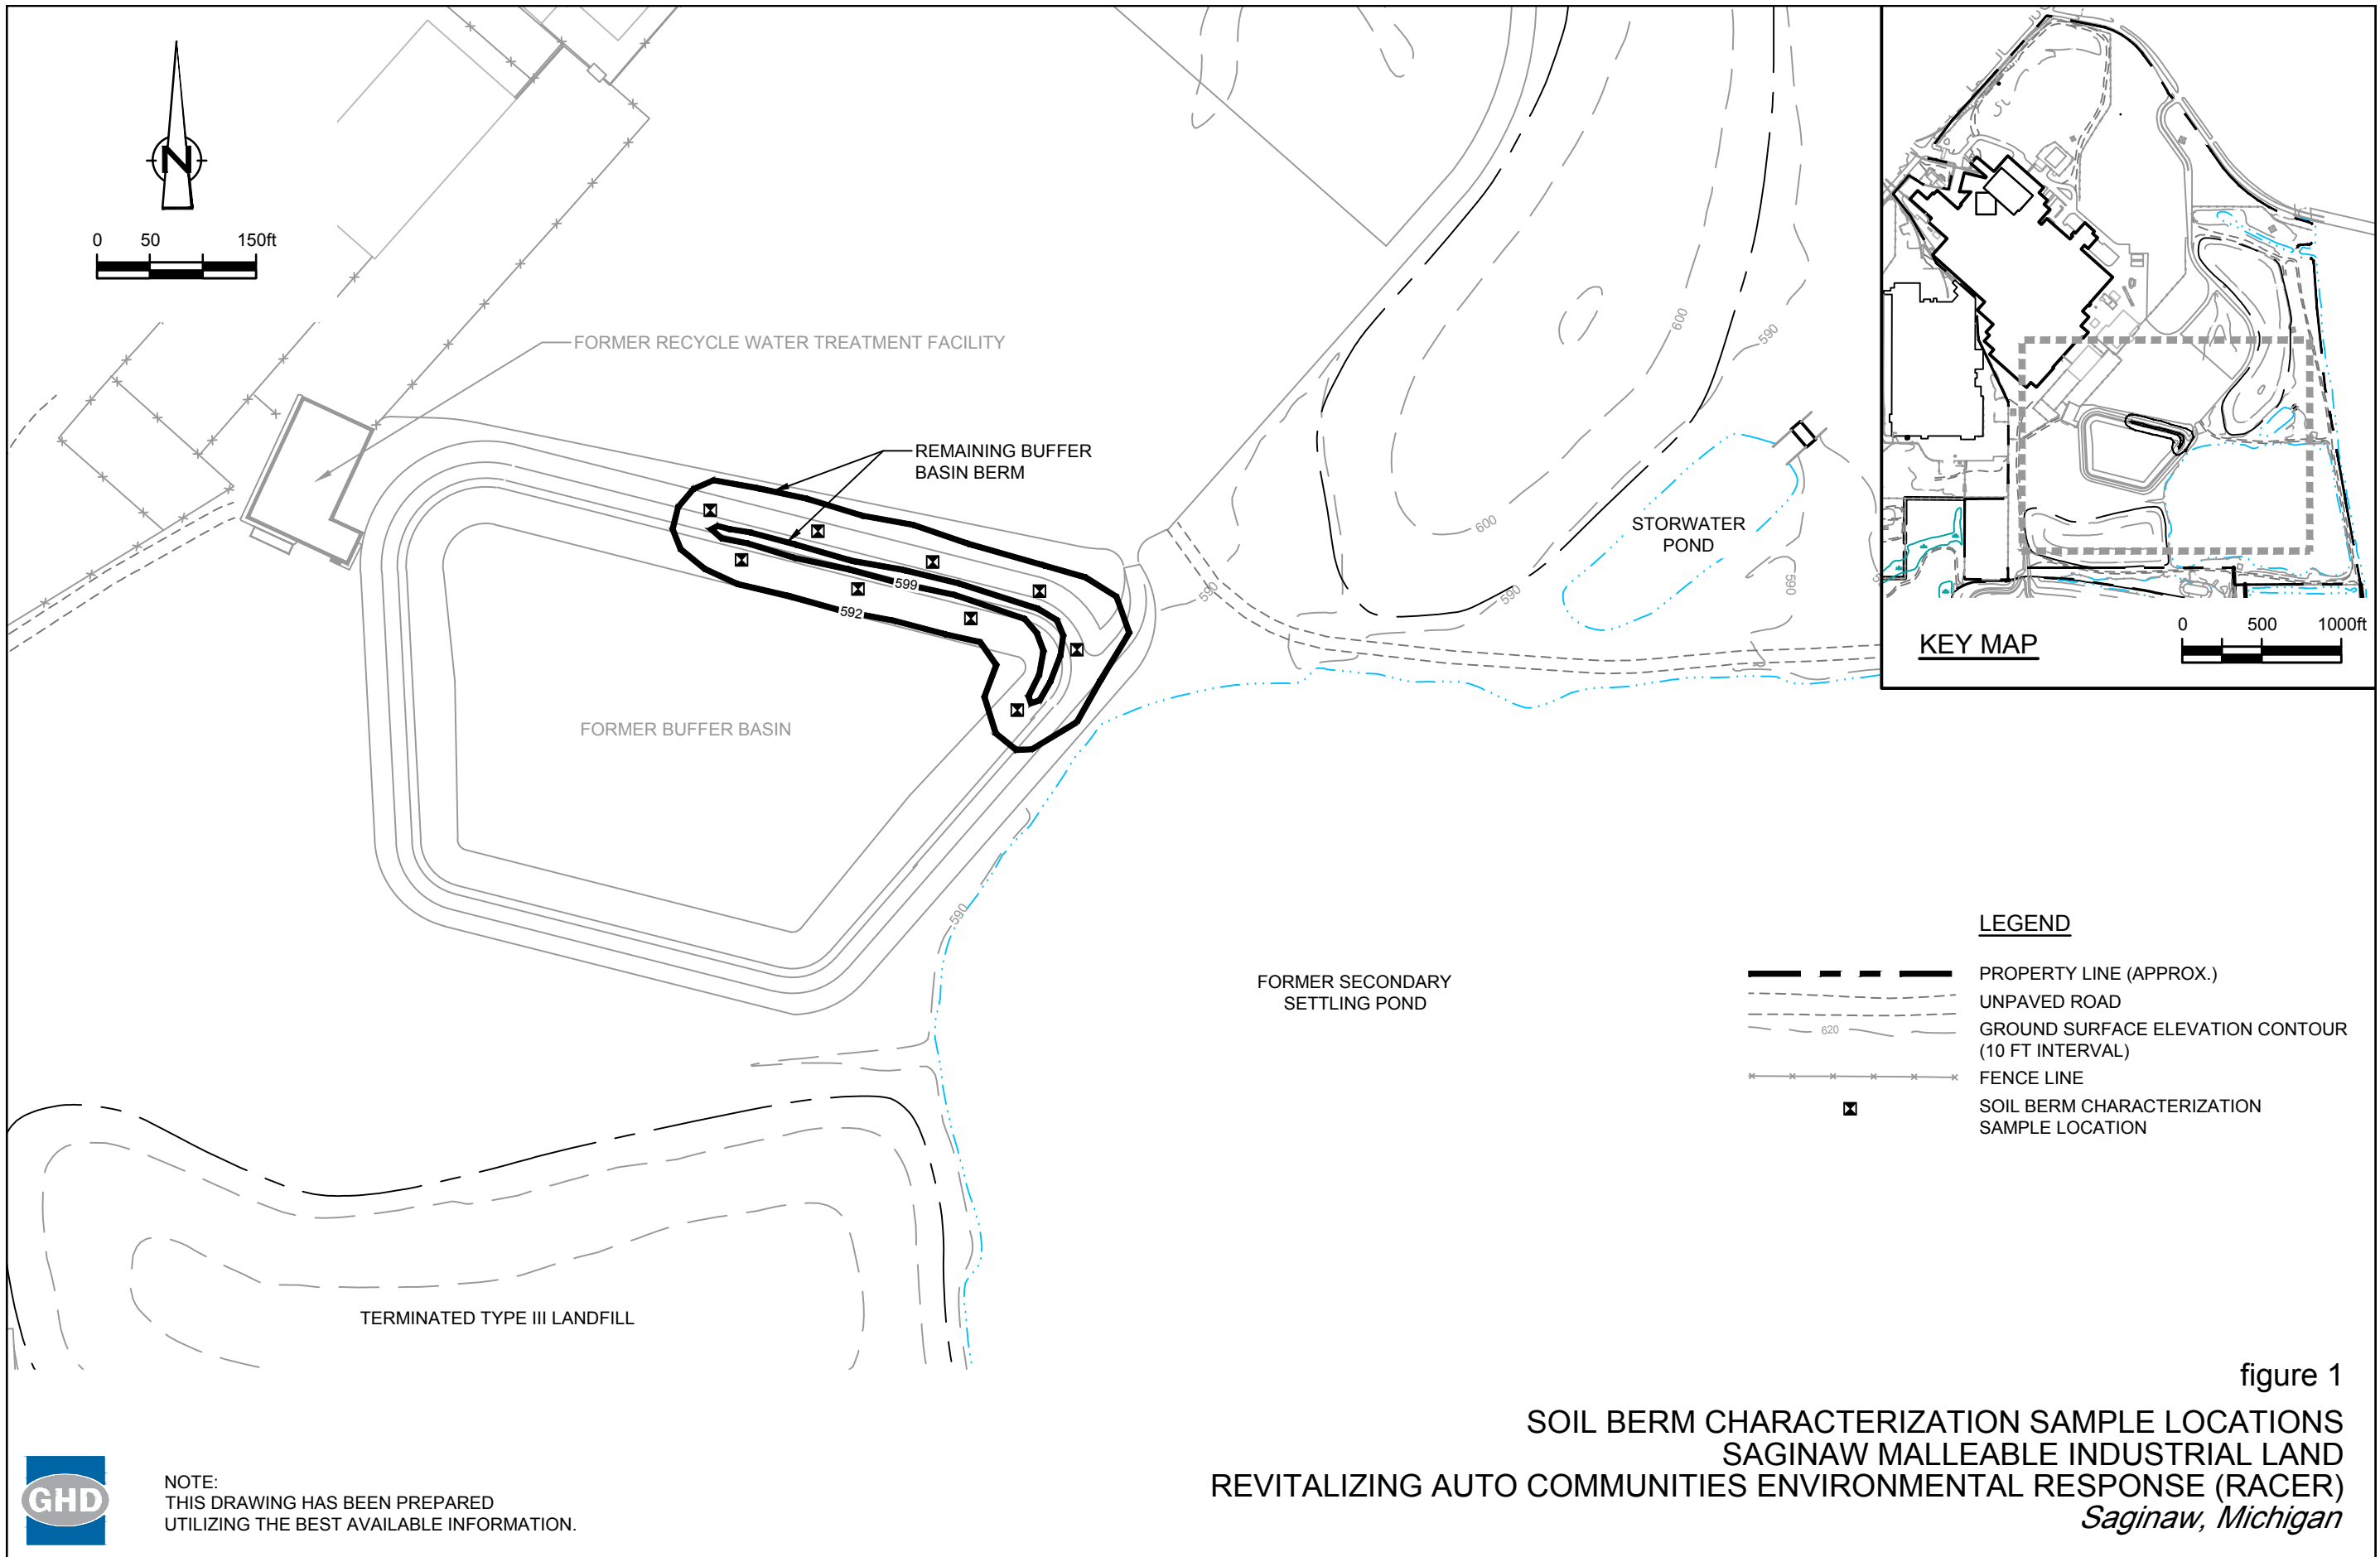 N
0 50 150ft
FORMER RECYCLE WATER TREATMENT FACILITY
REMAINING BUFFER
BASIN BERM
599
592
FORMER BUFFER BASIN
600
590
600
590
590
590
590
STORWATER
POND
FORMER SECONDARY
SETTLING POND
TERMINATED TYPE III LANDFILL
KEY MAP
0 500 1000ft
LEGEND
PROPERTY LINE (APPROX.)
UNPAVED ROAD
620
GROUND SURFACE ELEVATION CONTOUR
(10 FT INTERVAL)
FENCE LINE
SOIL BERM CHARACTERIZATION
SAMPLE LOCATION
figure 1
SOIL BERM CHARACTERIZATION SAMPLE LOCATIONS
SAGINAW MALLEABLE INDUSTRIAL LAND
REVITALIZING AUTO COMMUNITIES ENVIRONMENTAL RESPONSE (RACER)
Saginaw, Michigan
GHD
NOTE:
THIS DRAWING HAS BEEN PREPARED
UTILIZING THE BEST AVAILABLE INFORMATION.